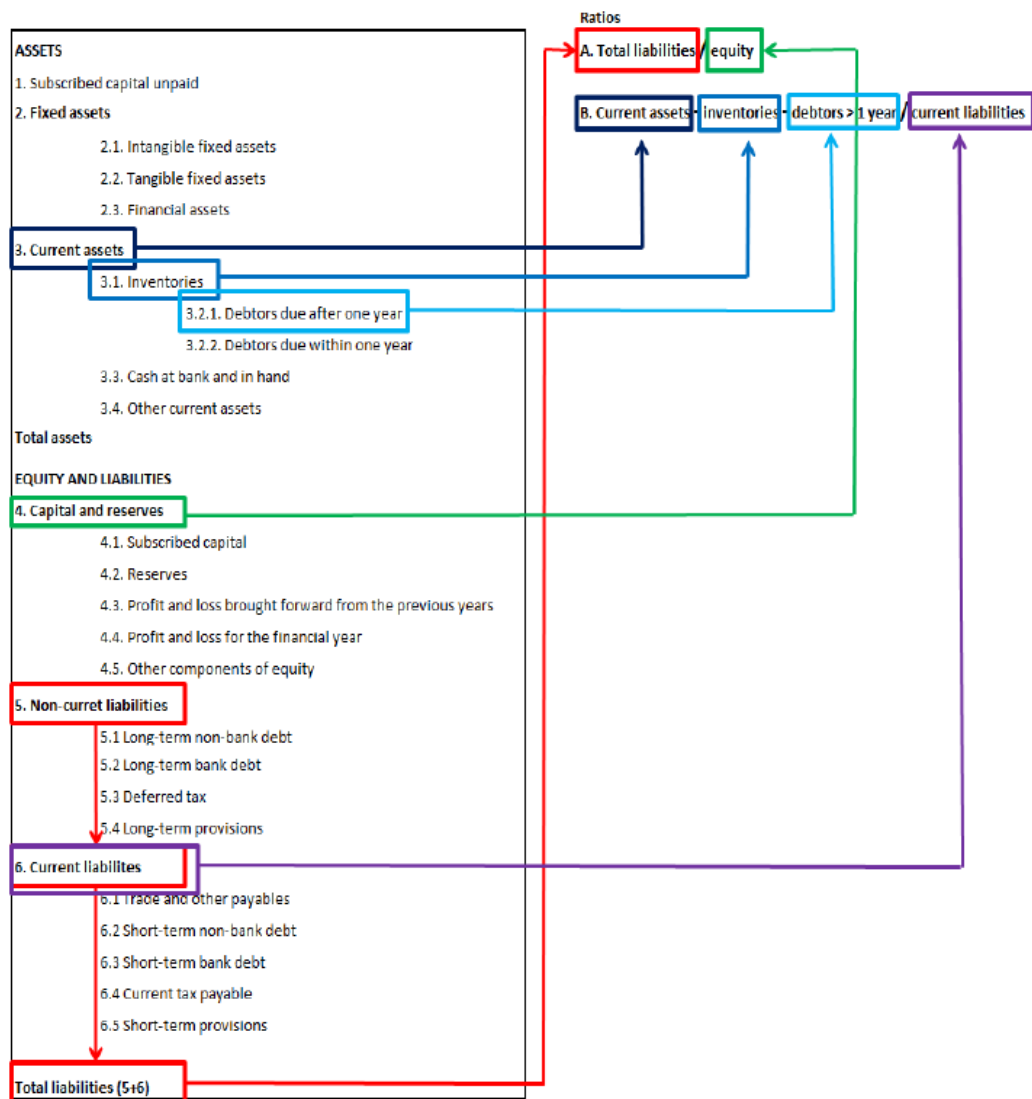 Ratios
A. Total liabilities / equity
B. Current assets - inventories - debtors > 1 year / current liabilities
ASSETS
1. Subscribed capital unpaid
2. Fixed assets
2.1. Intangible fixed assets
2.2. Tangible fixed assets
2.3. Financial assets
3. Current assets
3.1. Inventories
3.2.1. Debtors due after one year
3.2.2. Debtors due within one year
3.3. Cash at bank and in hand
3.4. Other current assets
Total assets
EQUITY AND LIABILITIES
4. Capital and reserves
4.1. Subscribed capital
4.2. Reserves
4.3. Profit and loss brought forward from the previous years
4.4. Profit and loss for the financial year
4.5. Other components of equity
5. Non-curret liabilities
5.1 Long-term non-bank debt
5.2 Long-term bank debt
5.3 Deferred tax
5.4 Long-term provisions
6. Current liabilites
6.1 Trade and other payables
6.2 Short-term non-bank debt
6.3 Short-term bank debt
6.4 Current tax payable
6.5 Short-term provisions
Total liabilities (5+6)